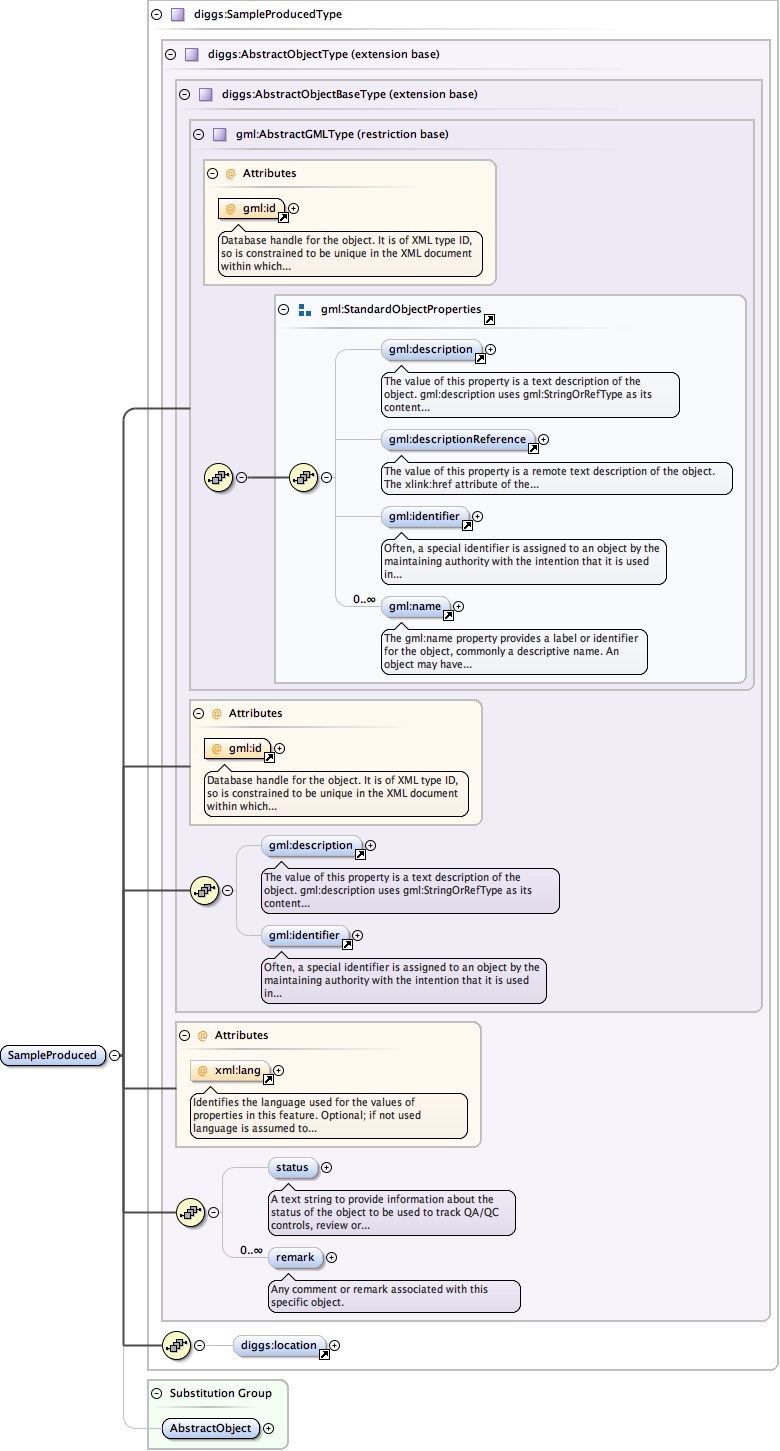 diggs:SampleProducedType
diggs:AbstractObjectType (extension base)
diggs:AbstractObjectBaseType (extension base)
gml:AbstractGMLType (restriction base)
@ Attributes
@ gml:id
Database handle for the object. It is of XML type ID,
so is constrained to be unique in the XML document
within which...
gml:StandardObjectProperties
gml:description
The value of this property is a text description of the
object. gml:description uses gml:StringOrRefType as its
content...
gml:descriptionReference
The value of this property is a remote text description of the object.
The xlink:href attribute of the...
gml:identifier
Often, a special identifier is assigned to an object by the
maintaining authority with the intention that it is used
in...
0..∞
gml:name
The gml:name property provides a label or identifier
for the object, commonly a descriptive name. An
object may have...
@ Attributes
@ gml:id
Database handle for the object. It is of XML type ID,
so is constrained to be unique in the XML document
within which...
gml:description
The value of this property is a text description of the
object. gml:description uses gml:StringOrRefType as its
content...
gml:identifier
Often, a special identifier is assigned to an object by the
maintaining authority with the intention that it is used
in...
@ Attributes
SampleProduced
@ xml:lang
Identifies the language used for the values of
properties in this feature. Optional; if not used
language is assumed to...
status
A text string to provide information about the
status of the object to be used to track QA/QC
controls, review or...
0..∞
remark
Any comment or remark associated with this
specific object.
diggs:location
Substitution Group
AbstractObject